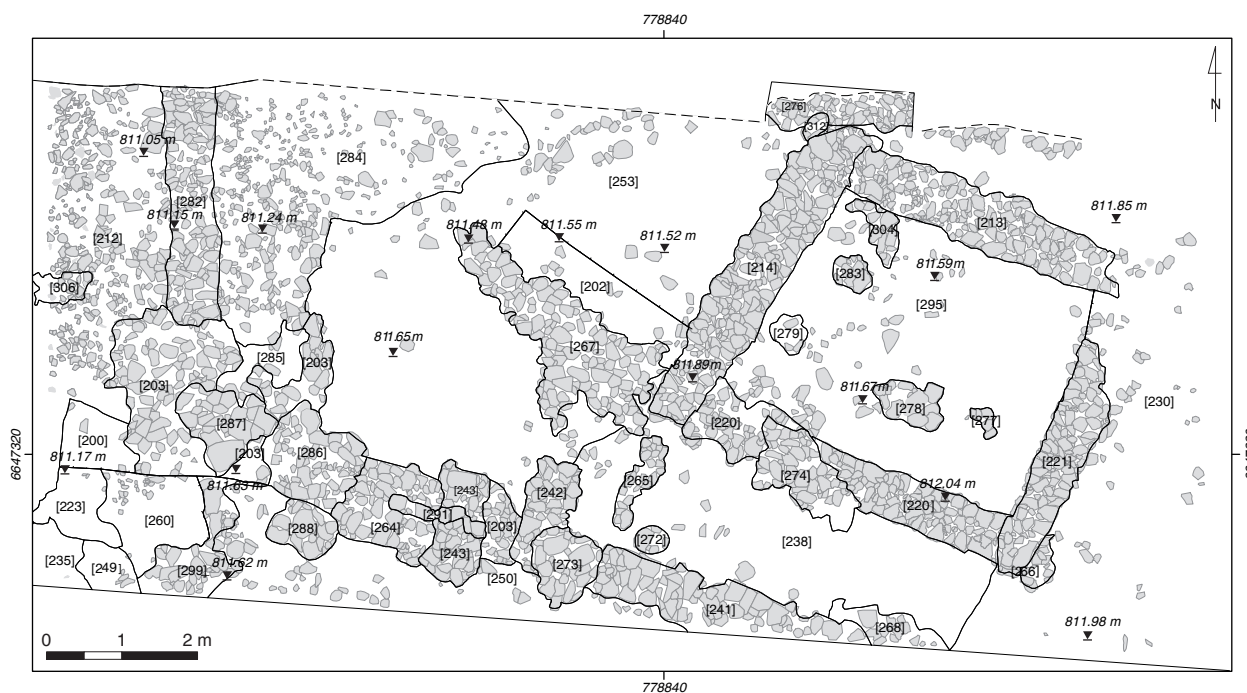 778840
N
[276]
[312]
811.05 m
[284]
[253]
[282]
811.15 m
811.24 m
811.48 m
811.55 m
811.52 m
811.85 m
[212]
[304]
[213]
[214]
811.59m
[283]
[306]
[202]
[295]
[279]
811.65m
[267]
[285]
[203]
[203]
811.89m
811.67m
[278]
[277]
[230]
[287]
[220]
[200]
[203]
[286]
6647320
811.17 m
[221]
[274]
[265]
811.63 m
[243]
[242]
812.04 m
[220]
[223]
[260]
[291]
[288]
[264]
[203]
[272]
[238]
[243]
[235]
[249]
[299]
811.62 m
[250]
[273]
[266]
[241]
[268]
811.98 m
0 1 2 m
778840